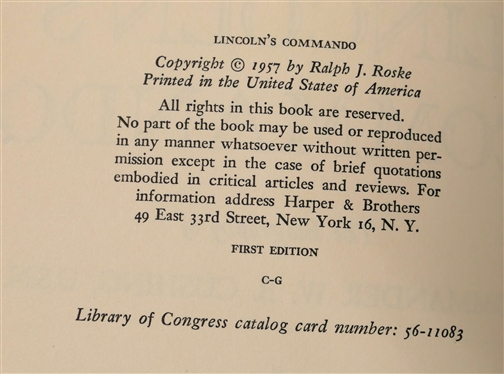 LINCOLN'S COMMANDO
Copyright © 1957 by Ralph J. Roske
Printed in the United States of America
All rights in this book are reserved.
No part of the book may be used or reproduced
in any manner whatsoever without written per-
mission except in the case of brief quotations
embodied in critical articles and reviews. For
information address Harper & Brothers
49 East 33rd Street, New York 16, N. Y.
FIRST EDITION
C-G
Library of Congress catalog card number: 56-11083